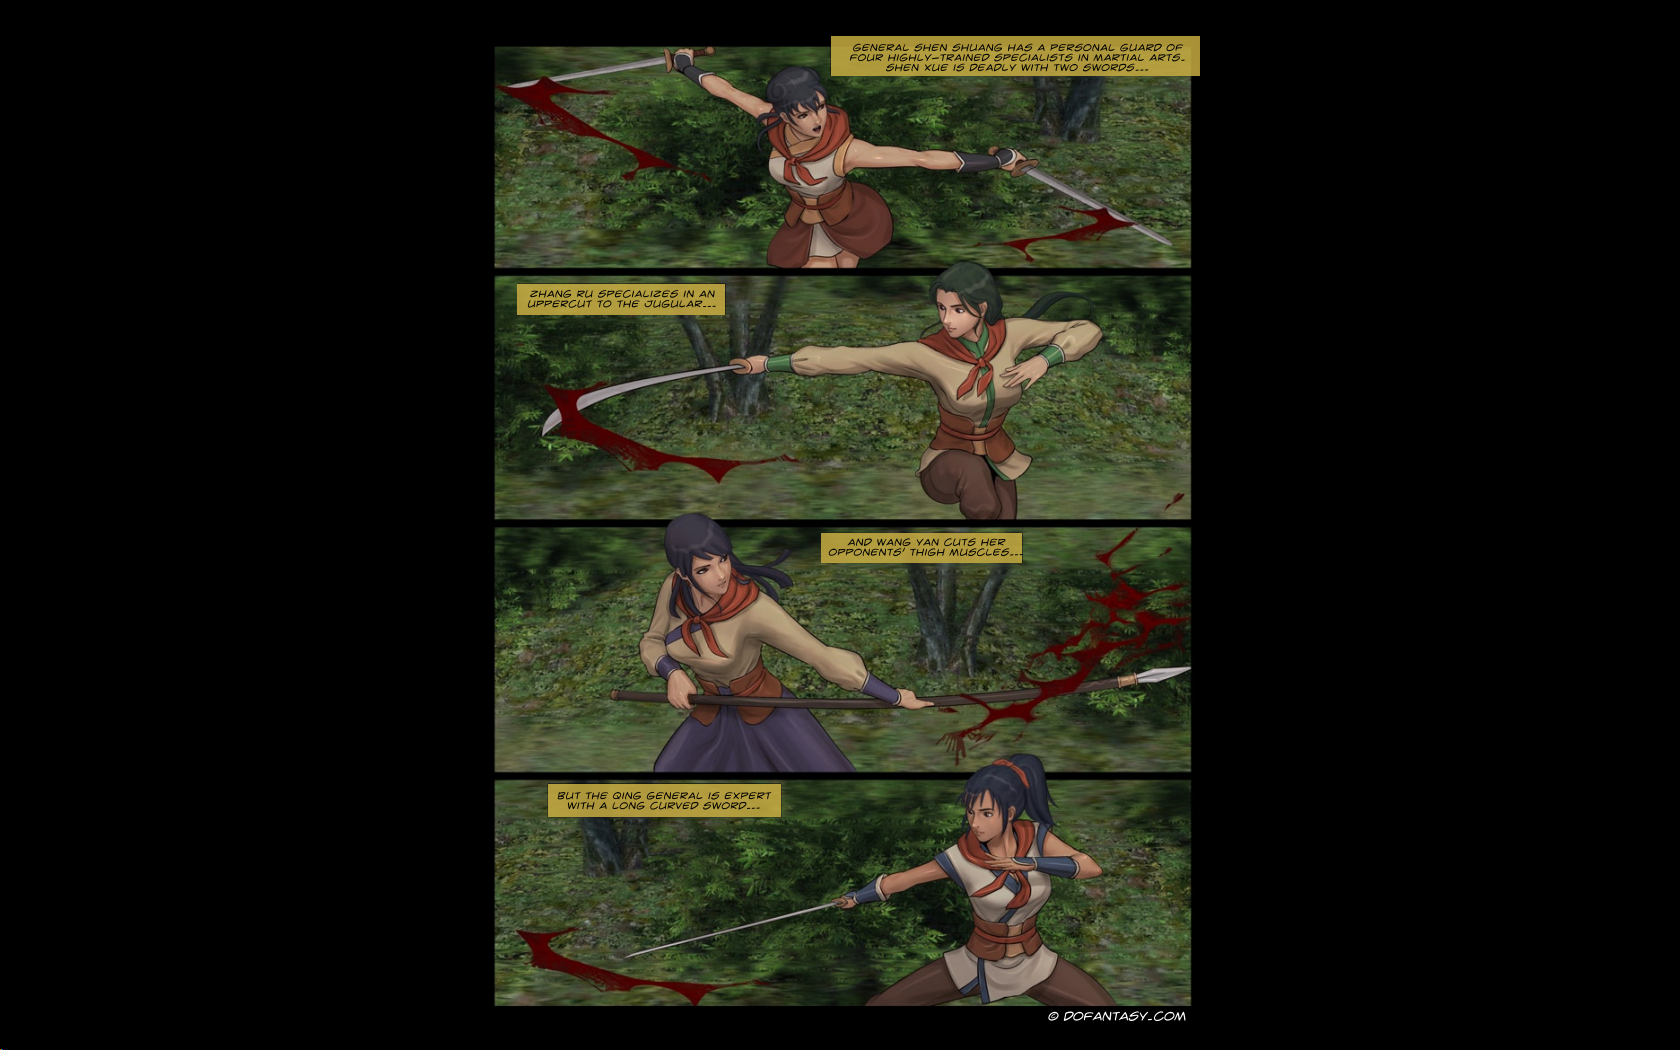 GENERAL SHEN SHUANG HAS A PERSONAL GUARD OF
FOUR HIGHLY-TRAINED SPECIALISTS IN MARTIAL ARTS.
SHEN XUE IS DEADLY WITH TWO SWORDS...
ZHANG RU SPECIALIZES IN AN
UPPERCUT TO THE JUGULAR...
AND WANG YAN CUTS HER
OPPONENTS' THIGH MUSCLES...
BUT THE QING GENERAL IS EXPERT
WITH A LONG CURVED SWORD...
© DOFANTASY.COM